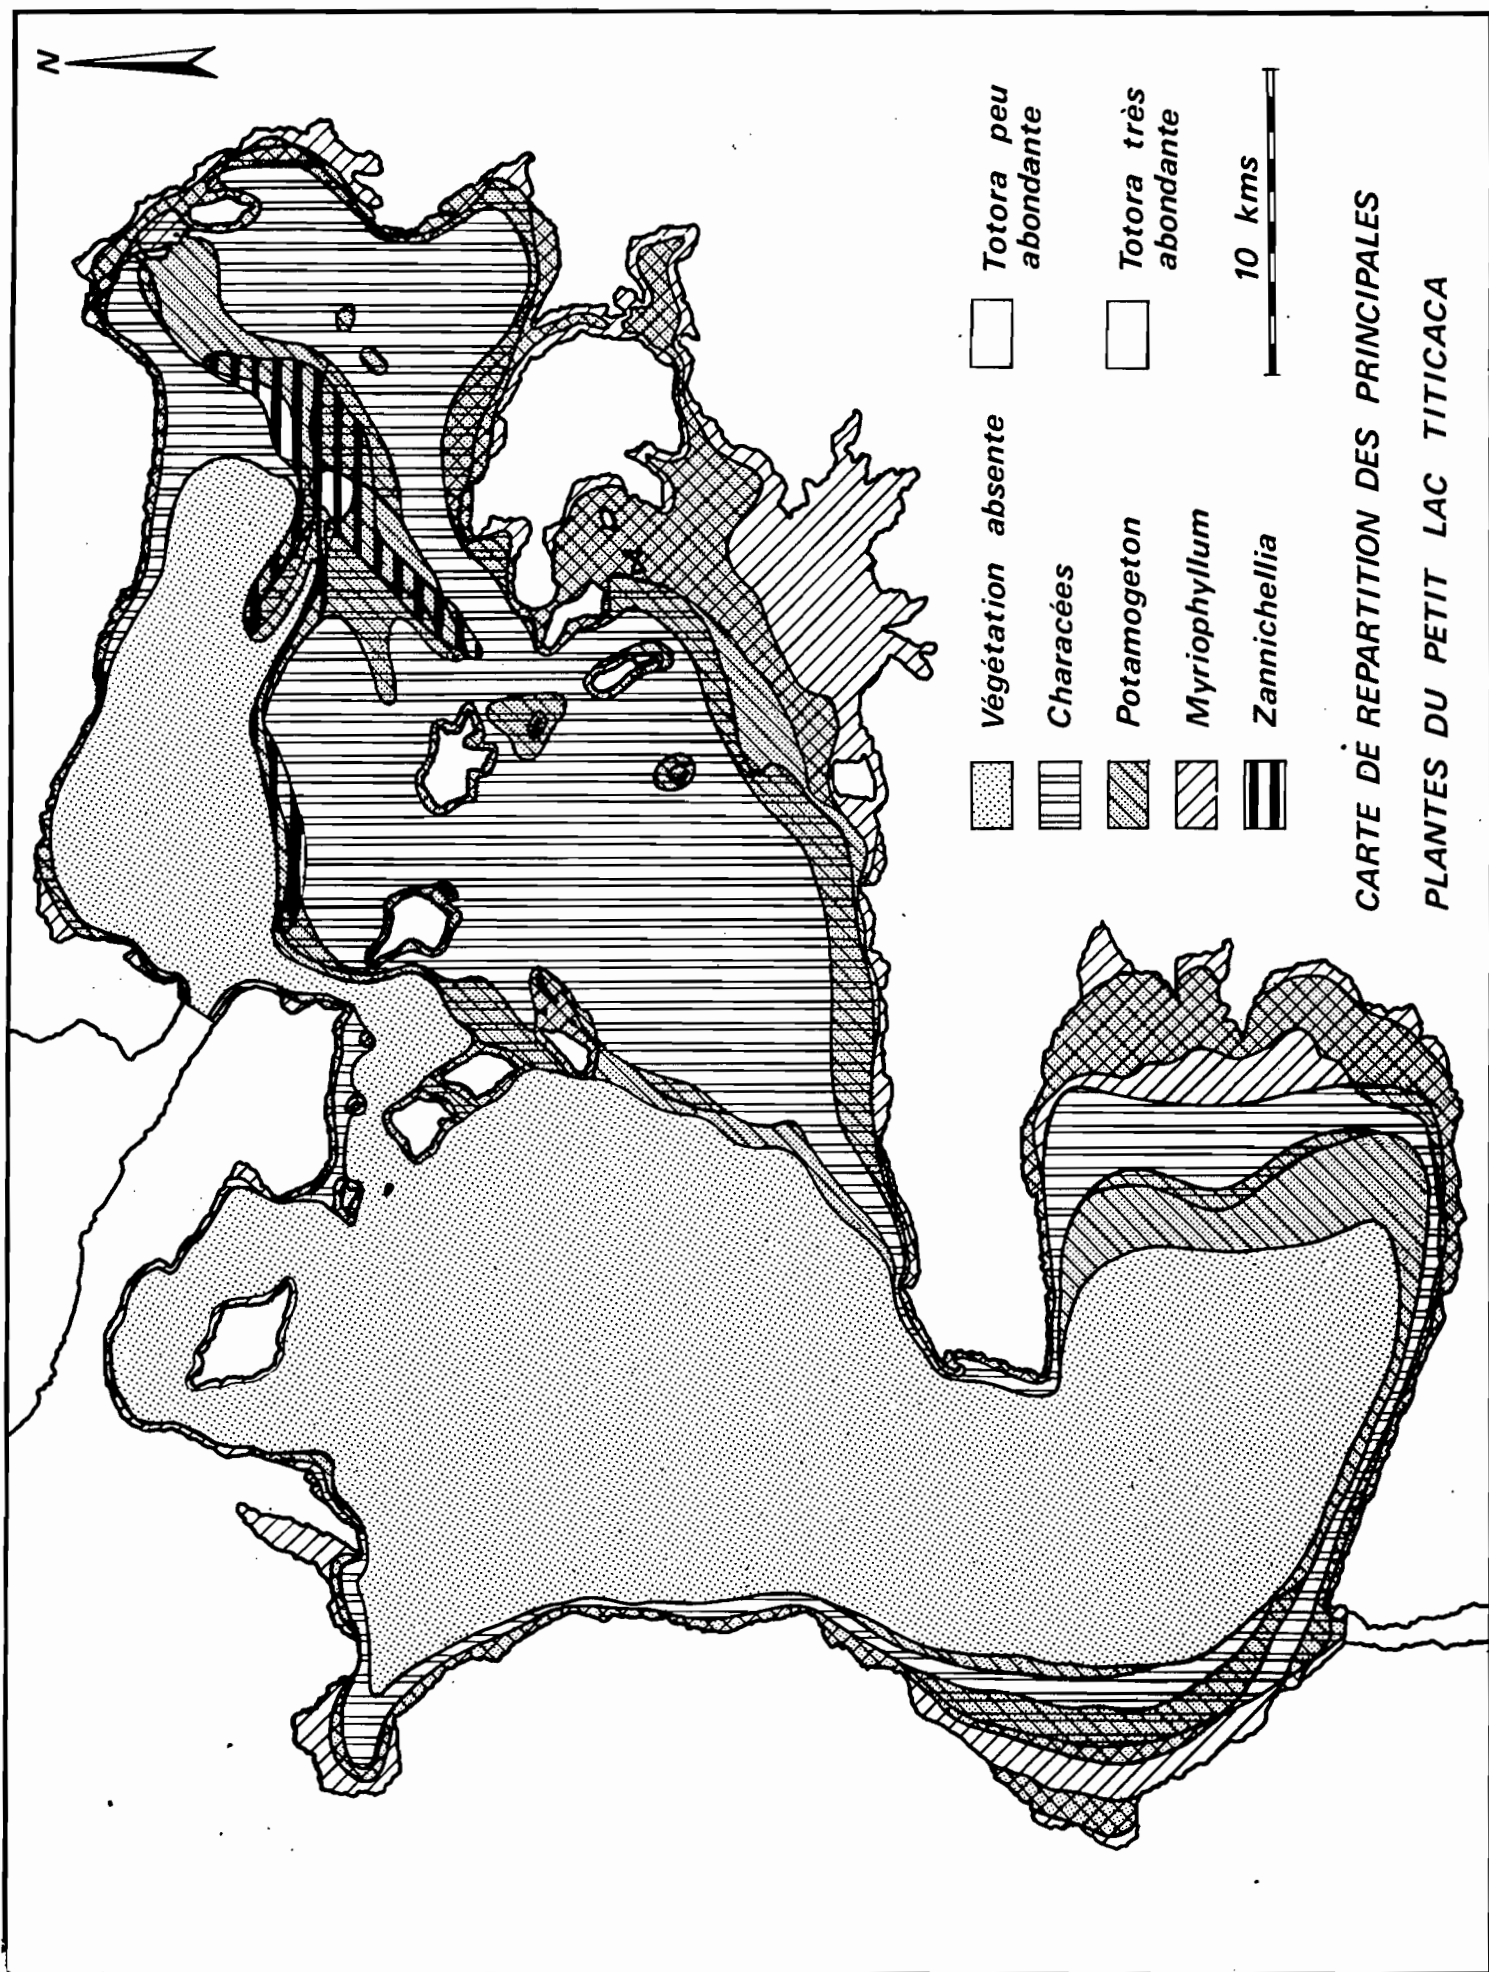 N
Végétation absente
Characées
Potamogeton
Myriophyllum
Zannichellia
Totora peu
abondante
Totora très
abondante
10 kms
CARTE DE REPARTITION DES PRINCIPALES
PLANTES DU PETIT LAC TITICACA